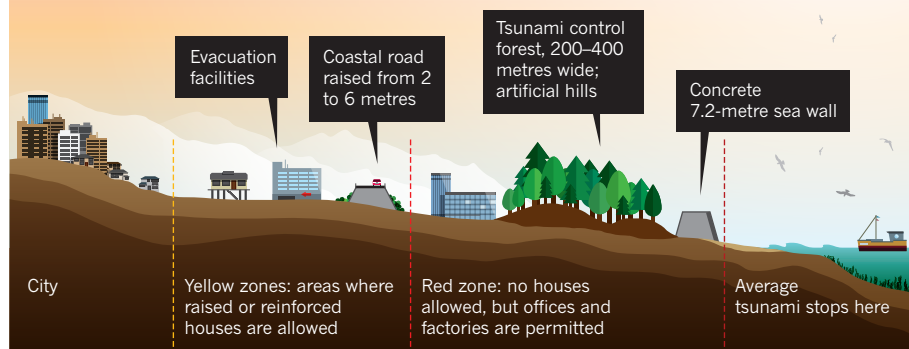 Evacuation
facilities
Coastal road
raised from 2
to 6 metres
Tsunami control
forest, 200–400
metres wide;
artificial hills
Concrete
7.2-metre sea wall
City
Yellow zones: areas where
raised or reinforced
houses are allowed
Red zone: no houses
allowed, but offices and
factories are permitted
Average
tsunami stops here